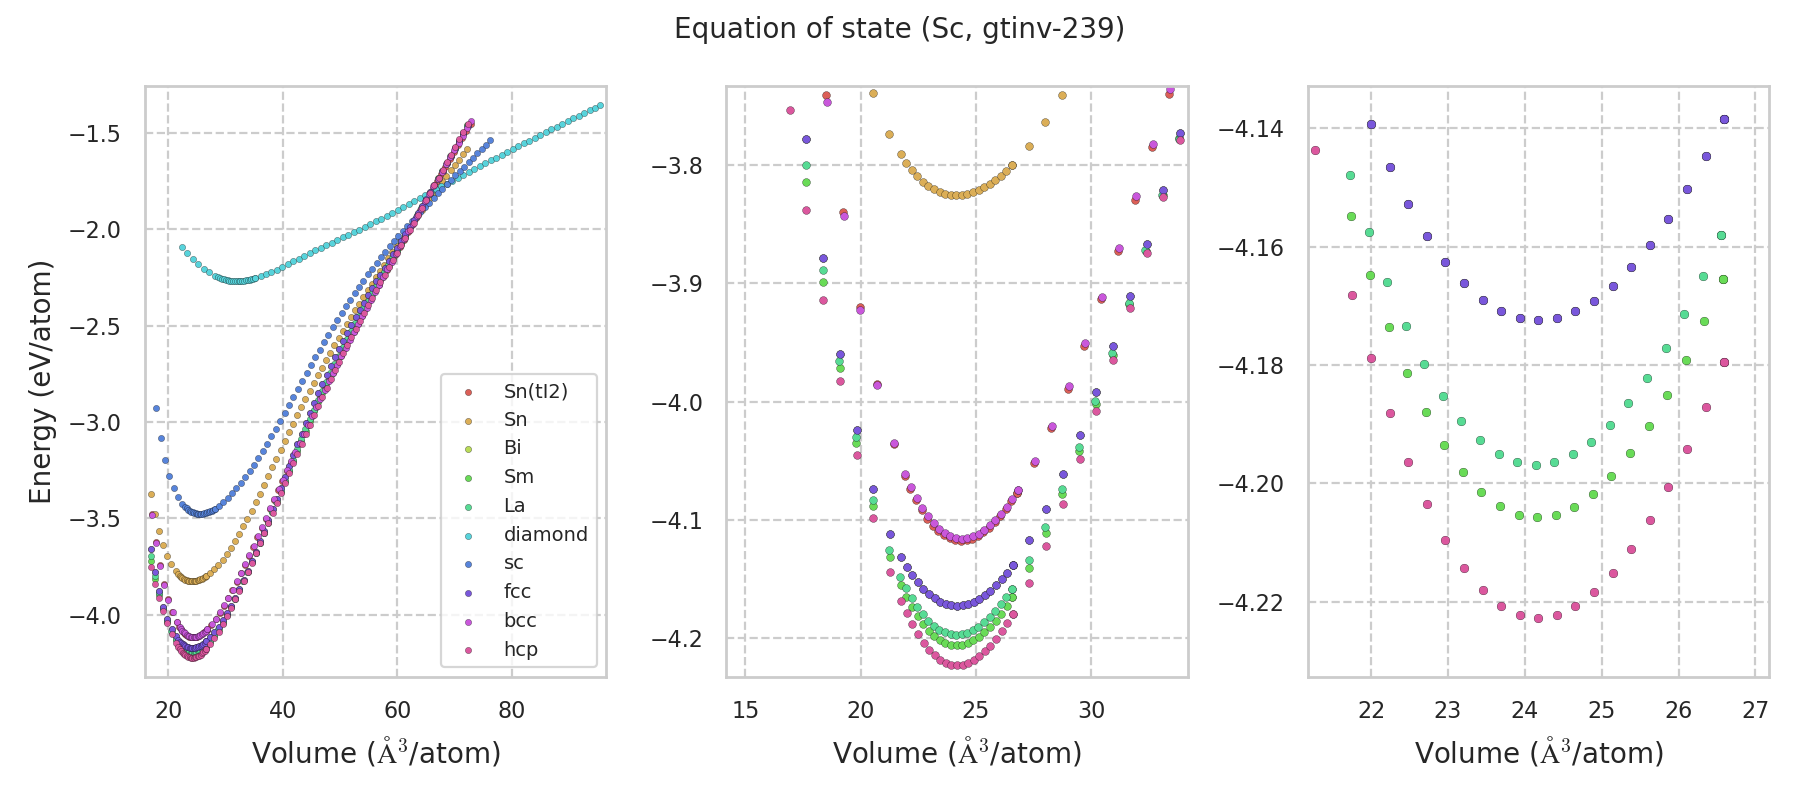 Equation of state (Sc, gtinv-239)
Energy (eV/atom)
−1.5
−2.0
−2.5
−3.0
−3.5
−4.0
20 40 60 80
Volume (Å³/atom)
Sn(tI2)
Sn
Bi
Sm
La
diamond
sc
fcc
bcc
hcp
−3.8
−3.9
−4.0
−4.1
−4.2
15 20 25 30
Volume (Å³/atom)
−4.14
−4.16
−4.18
−4.20
−4.22
22 23 24 25 26 27
Volume (Å³/atom)